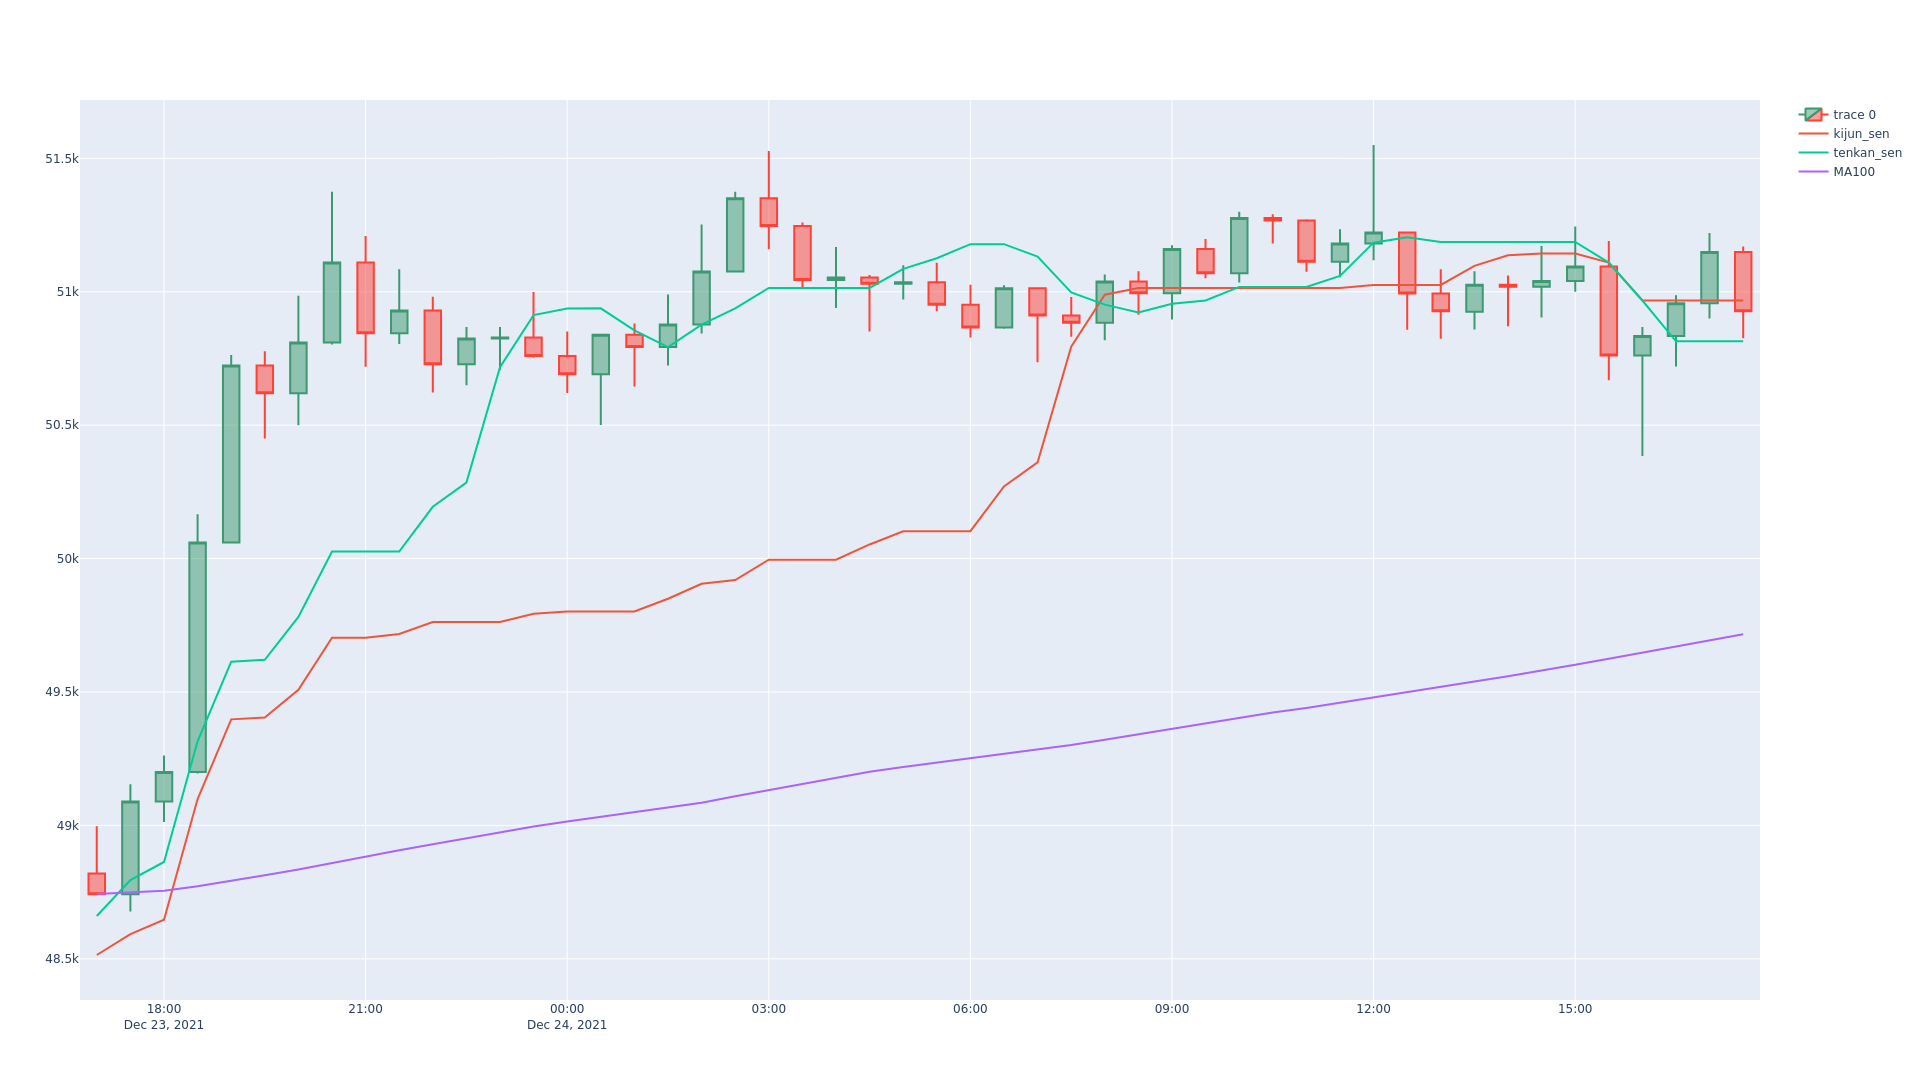 51.5k
51k
50.5k
50k
49.5k
49k
48.5k
18:00 21:00 00:00 03:00 06:00 09:00 12:00 15:00
Dec 23, 2021 Dec 24, 2021
trace 0
kijun_sen
tenkan_sen
MA100